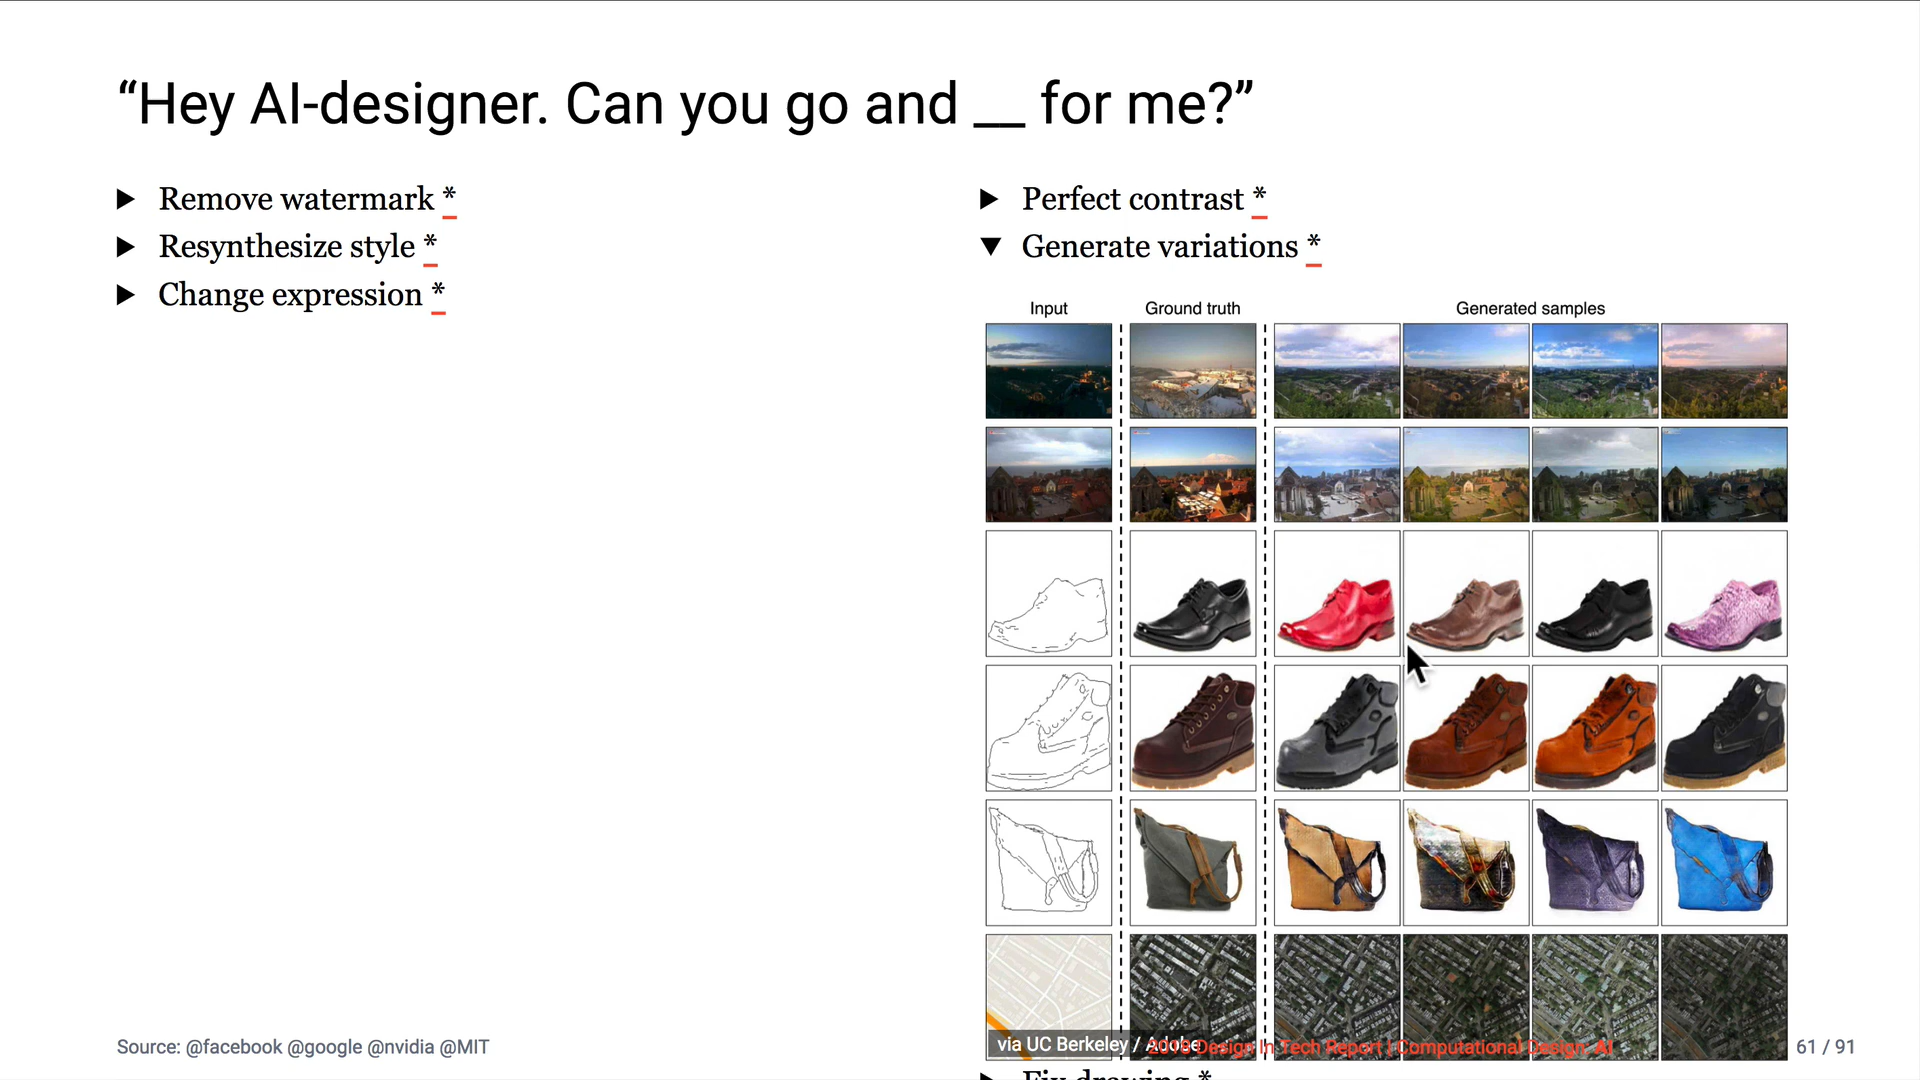 “Hey AI-designer. Can you go and __ for me?”
▶ Remove watermark *
▶ Resynthesize style *
▶ Change expression *
▶ Perfect contrast *
▼ Generate variations *
Input Ground truth Generated samples
via UC Berkeley / Adobe
▶ Fix drawing *
Source: @facebook @google @nvidia @MIT
2018 Design In Tech Report | Computational Design: AI
61 / 91